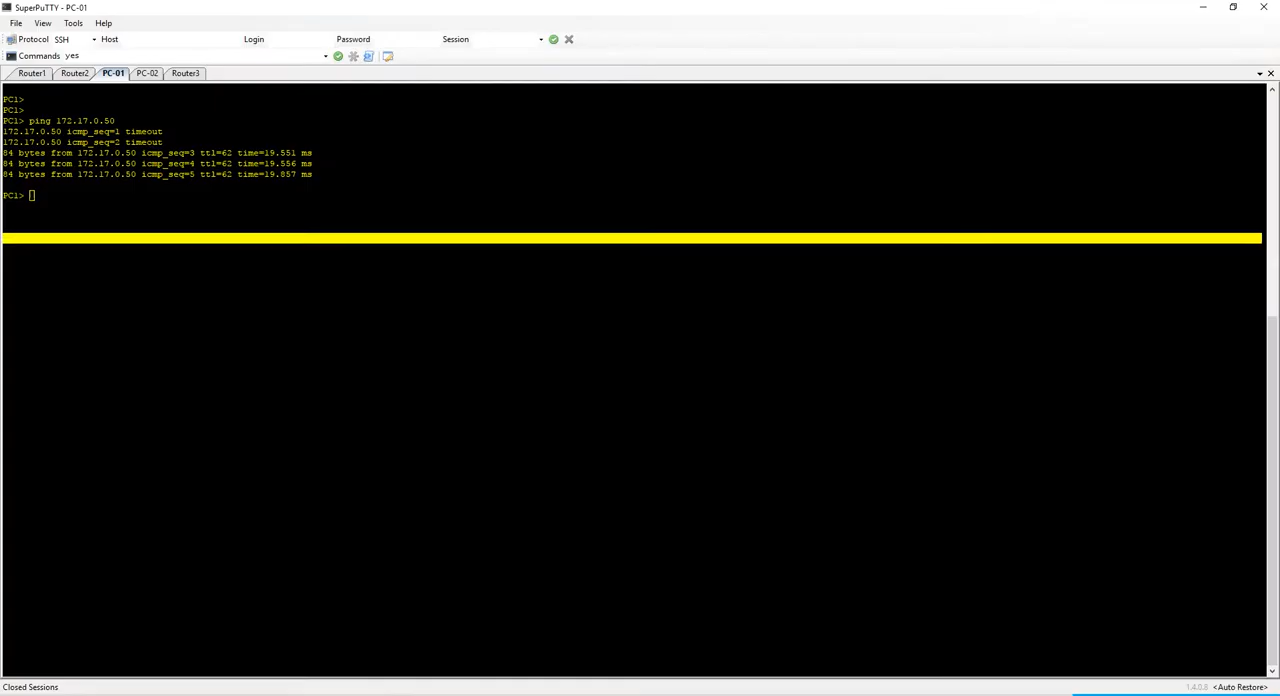 SuperPuTTY - PC-01
File View Tools Help
Protocol SSH Host Login Password Session
Commands yes
Router1 Router2 PC-01 PC-02 Router3
PC1>
PC1>
PC1> ping 172.17.0.50
172.17.0.50 icmp_seq=1 timeout
172.17.0.50 icmp_seq=2 timeout
84 bytes from 172.17.0.50 icmp_seq=3 ttl=62 time=19.551 ms
84 bytes from 172.17.0.50 icmp_seq=4 ttl=62 time=19.556 ms
84 bytes from 172.17.0.50 icmp_seq=5 ttl=62 time=19.857 ms
PC1>
Closed Sessions 1.4.0.8 <Auto Restore>